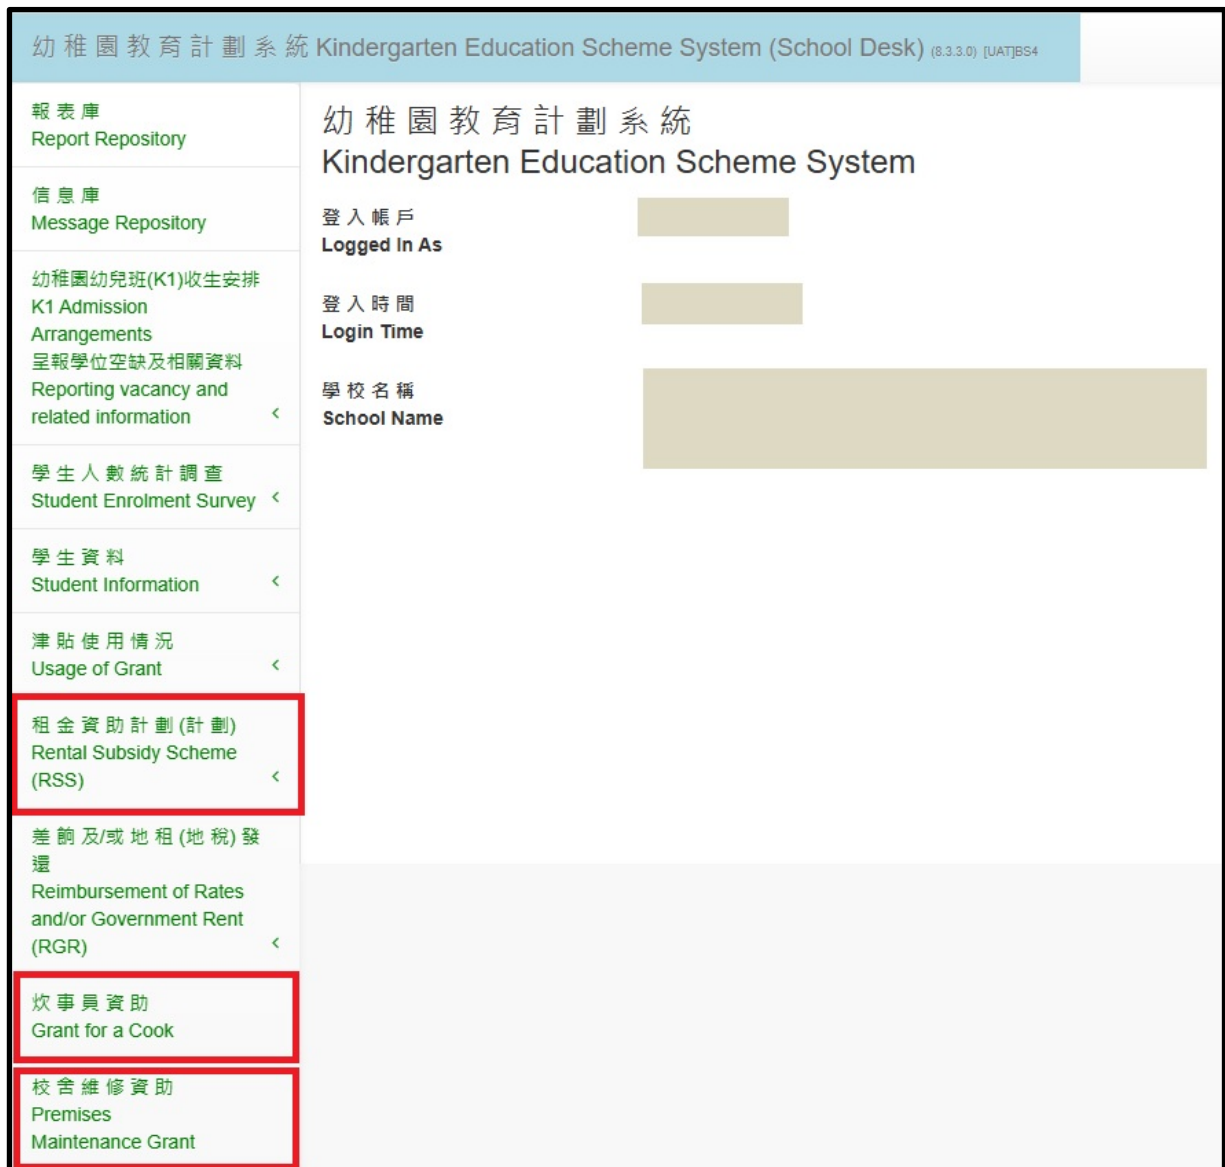 幼稚園教育計劃系統 Kindergarten Education Scheme System (School Desk) (8.3.3.0) [UAT]BS4
報表庫
Report Repository
信息庫
Message Repository
幼稚園幼兒班(K1)收生安排
K1 Admission
Arrangements
呈報學位空缺及相關資料
Reporting vacancy and
related information
學生人數統計調查
Student Enrolment Survey
學生資料
Student Information
津貼使用情況
Usage of Grant
租金資助計劃(計劃)
Rental Subsidy Scheme
(RSS)
差餉及/或地租(地稅)發
還
Reimbursement of Rates
and/or Government Rent
(RGR)
炊事員資助
Grant for a Cook
校舍維修資助
Premises
Maintenance Grant
幼稚園教育計劃系統
Kindergarten Education Scheme System
登入帳戶
Logged In As
登入時間
Login Time
學校名稱
School Name